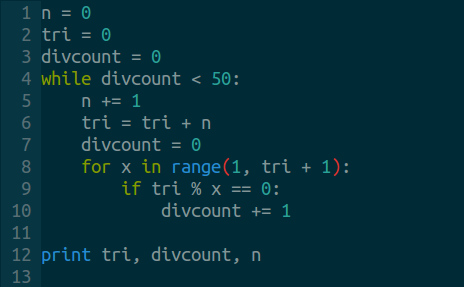 1 n = 0
2 tri = 0
3 divcount = 0
4 while divcount < 50:
5     n += 1
6     tri = tri + n
7     divcount = 0
8     for x in range(1, tri + 1):
9         if tri % x == 0:
10             divcount += 1
11
12 print tri, divcount, n
13